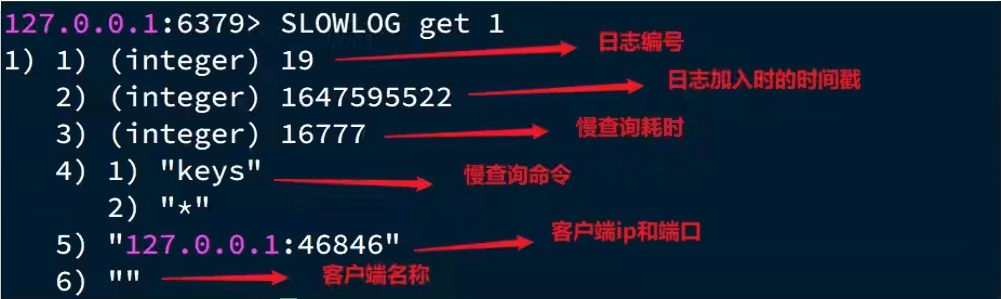 127.0.0.1:6379> SLOWLOG get 1
1) 1) (integer) 19 日志编号
2) (integer) 1647595522 日志加入时的时间戳
3) (integer) 16777 慢查询耗时
4) 1) "keys" 慢查询命令
2) "*"
5) "127.0.0.1:46846" 客户端ip和端口
6) "" 客户端名称